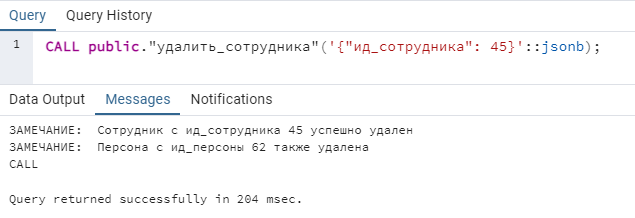 Query Query History
1 CALL public."удалить_сотрудника"('{"ид_сотрудника": 45}'::jsonb);
Data Output Messages Notifications
ЗАМЕЧАНИЕ:  Сотрудник с ид_сотрудника 45 успешно удален
ЗАМЕЧАНИЕ:  Персона с ид_персоны 62 также удалена
CALL
Query returned successfully in 204 msec.